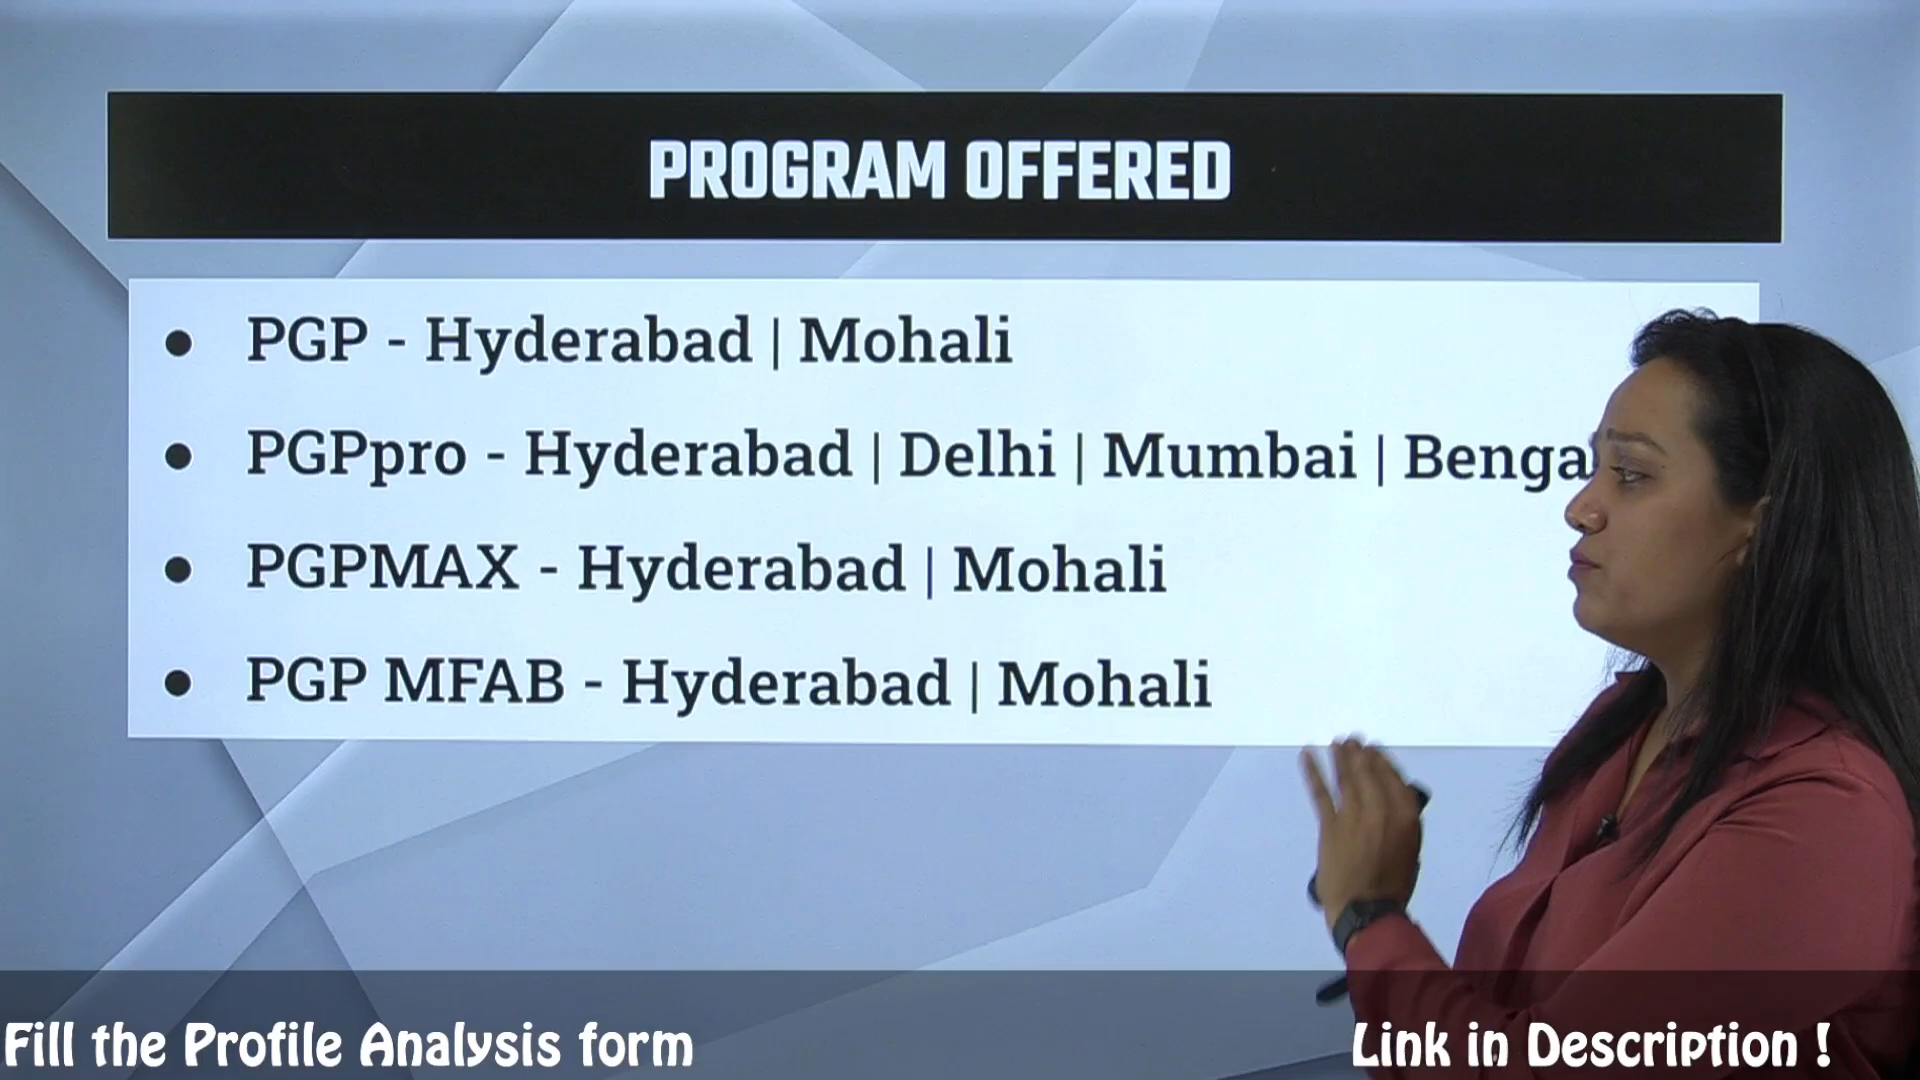 PROGRAM OFFERED
● PGP - Hyderabad | Mohali
● PGPpro - Hyderabad | Delhi | Mumbai |
● PGPMAX - Hyderabad | Mohali
● PGP MFAB - Hyderabad | Mohali
Fill the Profile Analysis form
Link in Description !